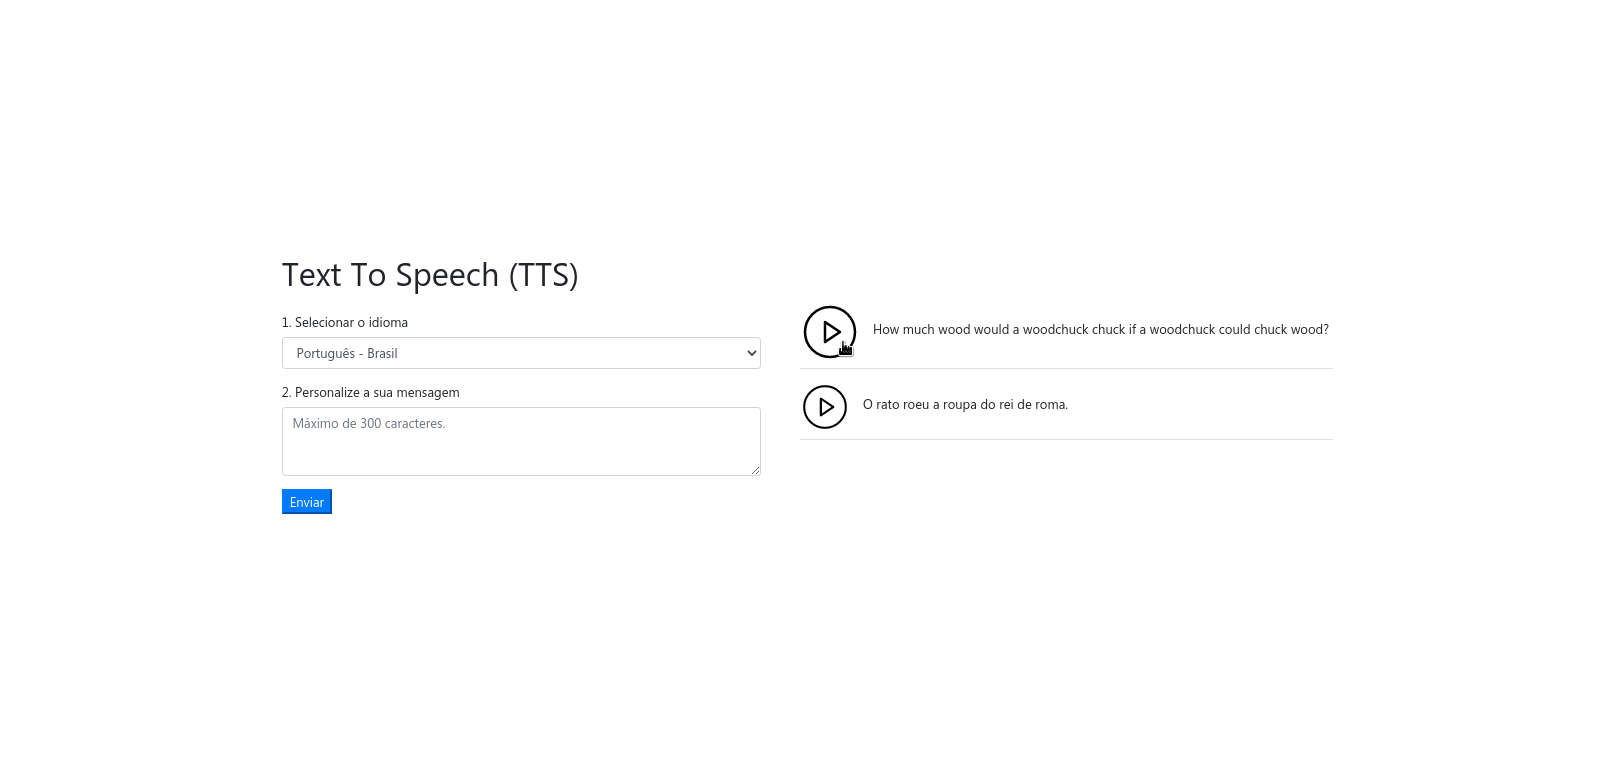 Text To Speech (TTS)
1. Selecionar o idioma
Português - Brasil
2. Personalize a sua mensagem
Máximo de 300 caracteres.
Enviar
How much wood would a woodchuck chuck if a woodchuck could chuck wood?
O rato roeu a roupa do rei de roma.